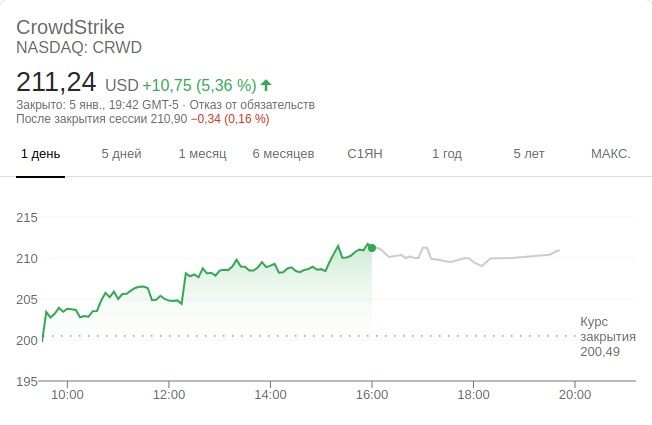 CrowdStrike
NASDAQ: CRWD
211,24 USD +10,75 (5,36 %)
Закрыто: 5 янв., 19:42 GMT-5 · Отказ от обязательств
После закрытия сессии 210,90 −0,34 (0,16 %)
1 день 5 дней 1 месяц 6 месяцев С1ЯН 1 год 5 лет МАКС.
215
210
205
Курс
200 закрытия
200,49
195
10:00 12:00 14:00 16:00 18:00 20:00